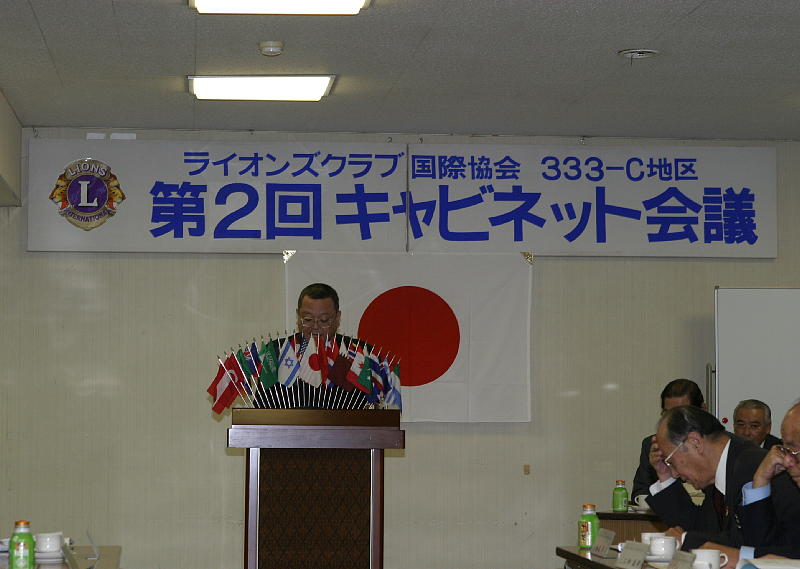 ライオンズクラブ 国際協会 333-C地区
第2回キャビネット会議
LIONS
L
INTERNATIONAL